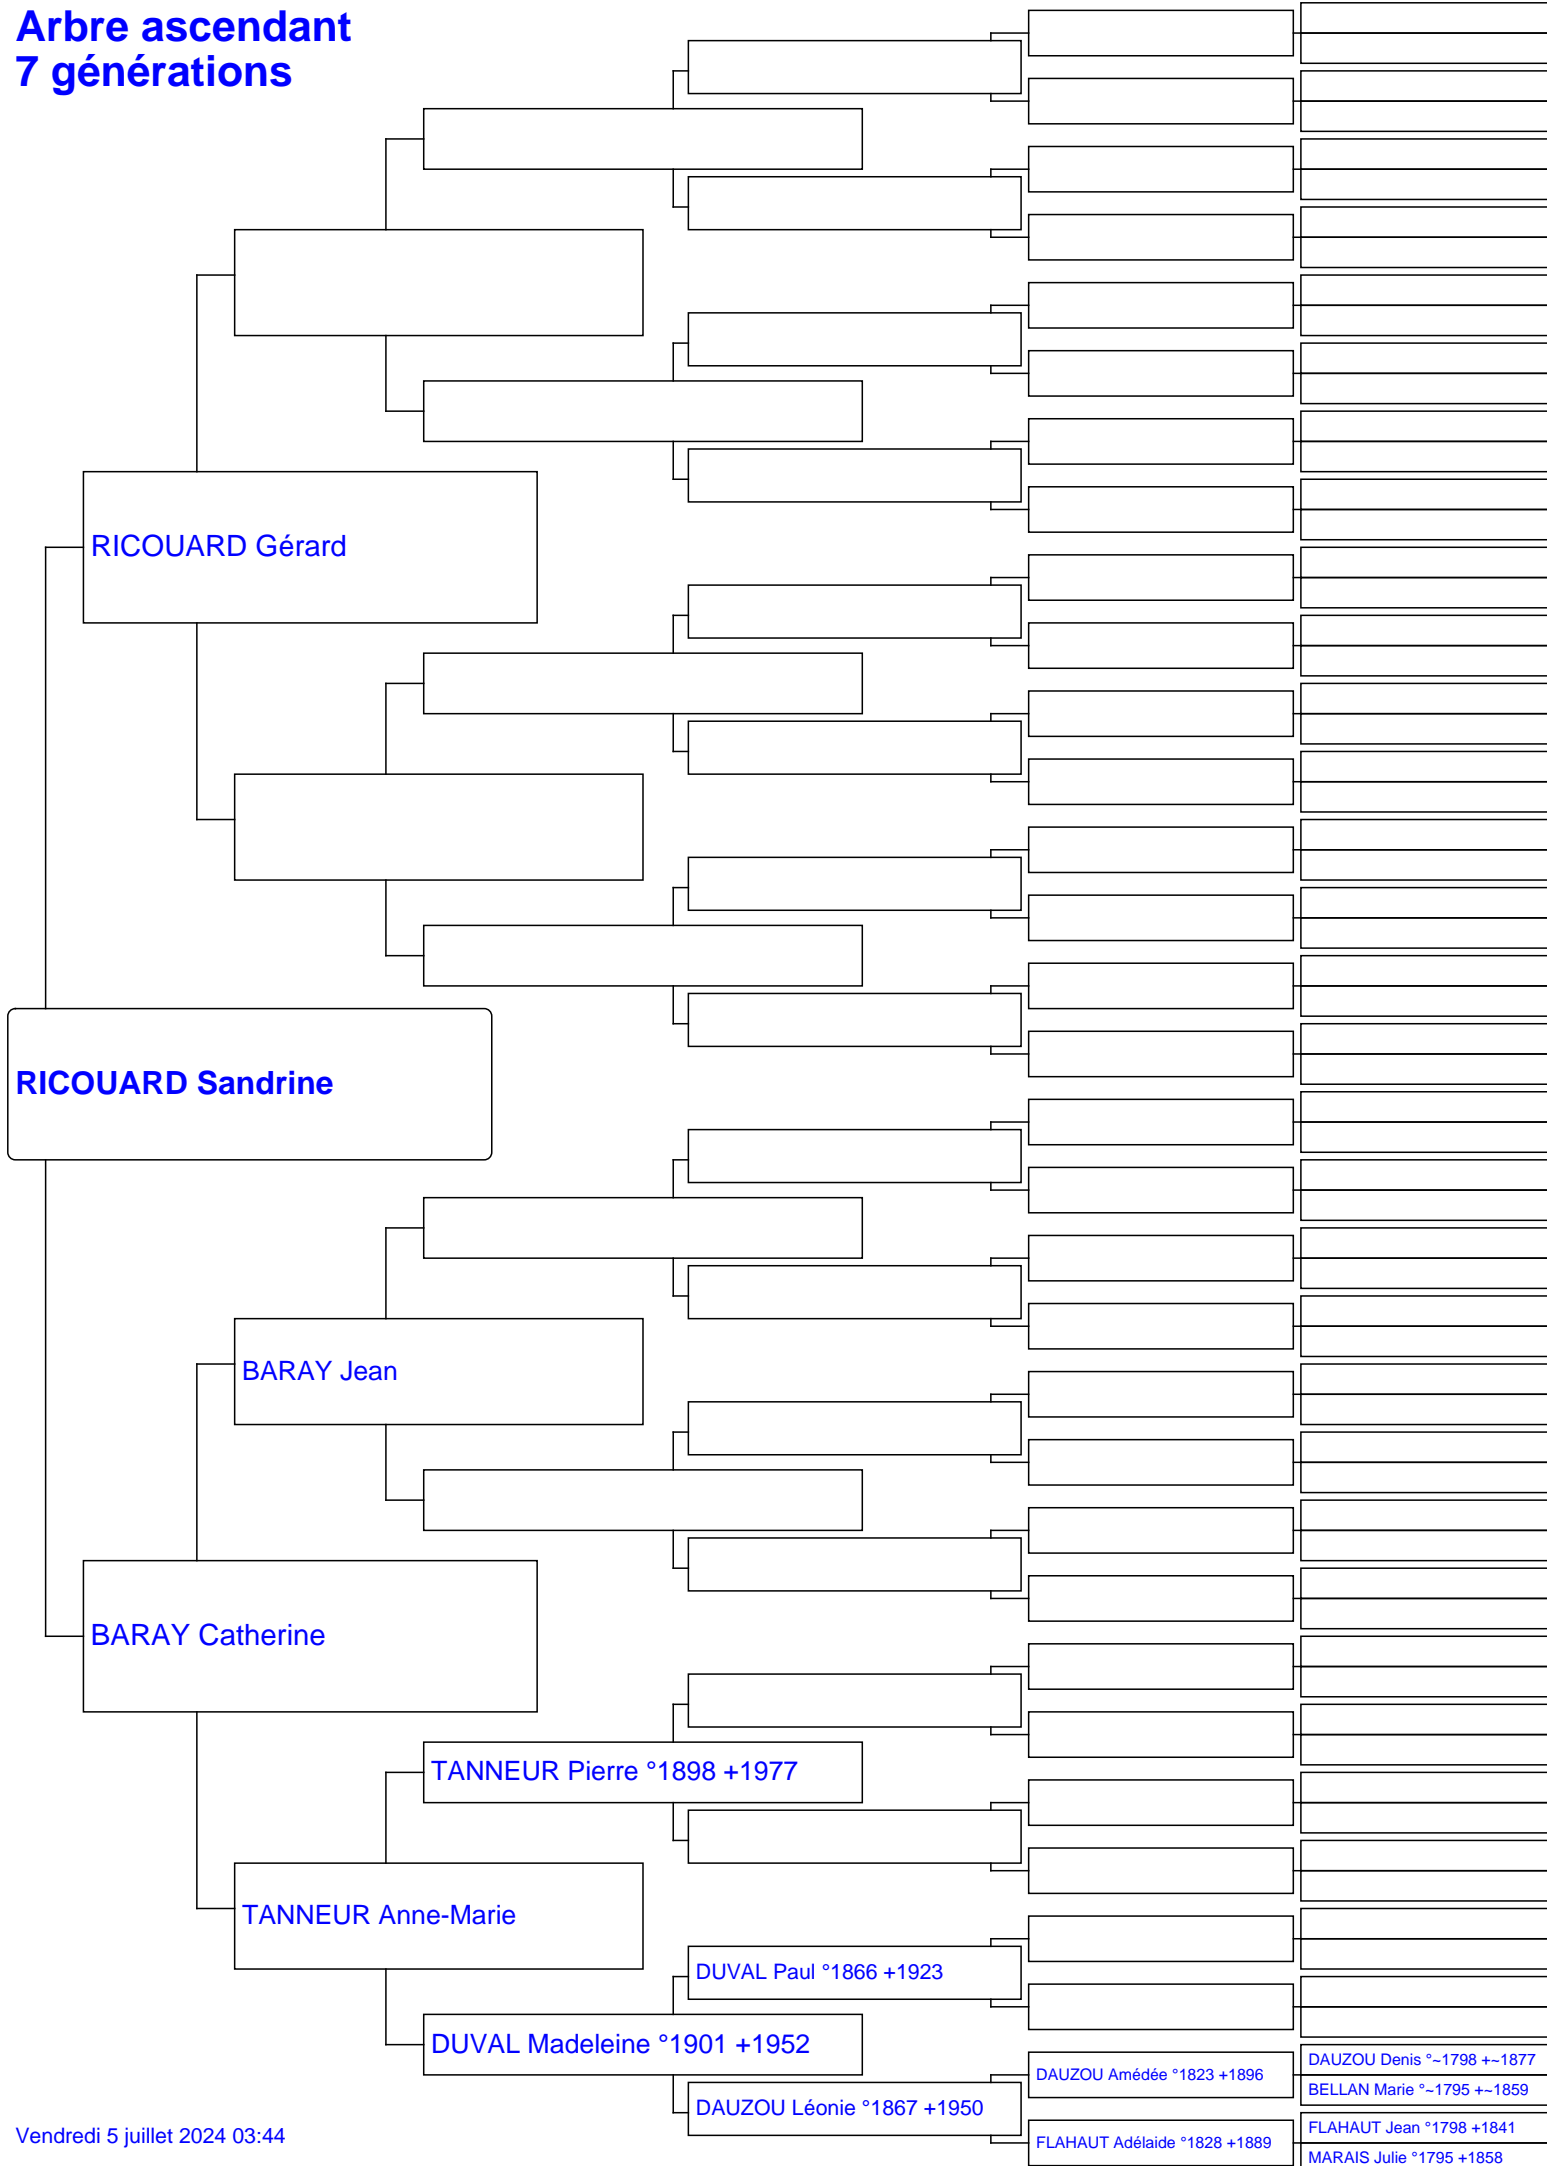 Arbre ascendant
7 générations
RICOUARD Gérard
RICOUARD Sandrine
BARAY Jean
BARAY Catherine
TANNEUR Pierre °1898 +1977
TANNEUR Anne-Marie
DUVAL Paul °1866 +1923
DUVAL Madeleine °1901 +1952
DAUZOU Léonie °1867 +1950
DAUZOU Amédée °1823 +1896
FLAHAUT Adélaide °1828 +1889
DAUZOU Denis °~1798 +~1877
BELLAN Marie °~1795 +~1859
FLAHAUT Jean °1798 +1841
MARAIS Julie °1795 +1858
Vendredi 5 juillet 2024 03:44